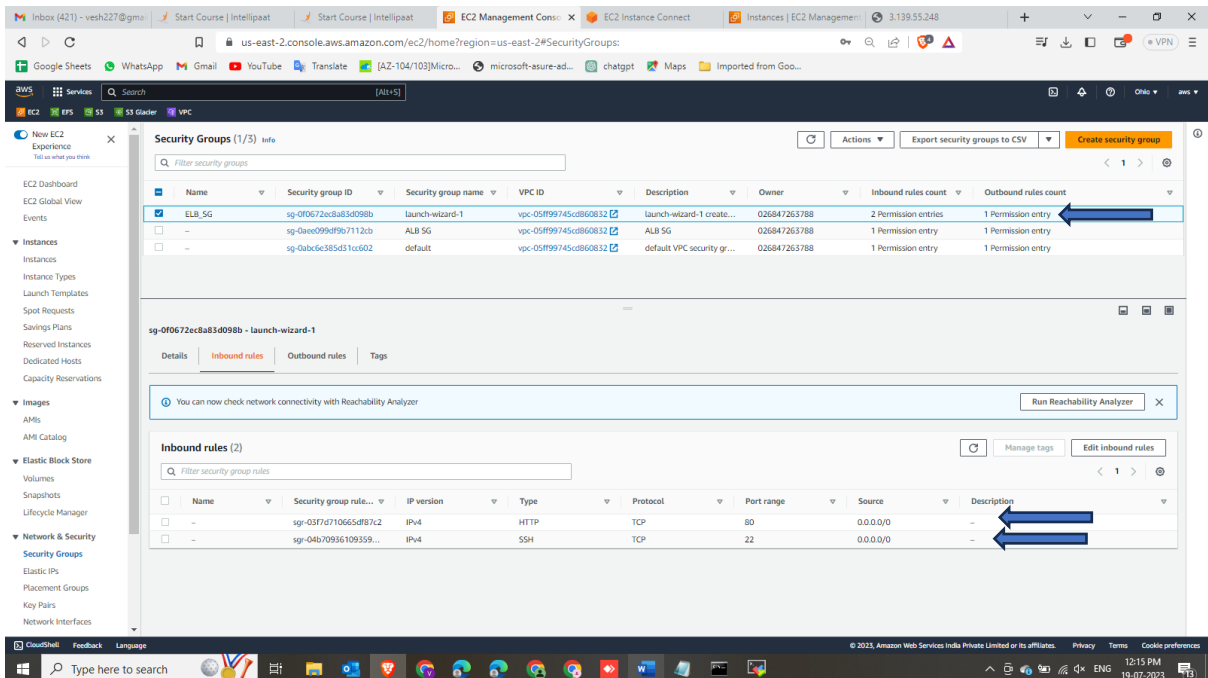 Inbox (421) - vesh227@gma
Start Course | Intellipaat
Start Course | Intellipaat
EC2 Management Conso
EC2 Instance Connect
Instances | EC2 Management
3.139.55.248
us-east-2.console.aws.amazon.com/ec2/home?region=us-east-2#SecurityGroups:
VPN
Google Sheets WhatsApp Gmail YouTube Translate [AZ-104/103]Micro... microsoft-asure-ad... chatgpt Maps Imported from Goo...
aws Services Search [Alt+S] Ohio aws
EC2 EFS S3 S3 Glacier VPC
New EC2 Experience
Tell us what you think
EC2 Dashboard
EC2 Global View
Events
Instances
Instances
Instance Types
Launch Templates
Spot Requests
Savings Plans
Reserved Instances
Dedicated Hosts
Capacity Reservations
Images
AMIs
AMI Catalog
Elastic Block Store
Volumes
Snapshots
Lifecycle Manager
Network & Security
Security Groups
Elastic IPs
Placement Groups
Key Pairs
Network Interfaces
Security Groups (1/3) Info
Actions
Export security groups to CSV
Create security group
Filter security groups
1
Name Security group ID Security group name VPC ID Description Owner Inbound rules count Outbound rules count
ELB_SG sg-0f0672ec8a83d098b launch-wizard-1 vpc-05ff99745cd860832 launch-wizard-1 create... 026847263788 2 Permission entries 1 Permission entry
– sg-0aee099df9b7112cb ALB SG vpc-05ff99745cd860832 ALB SG 026847263788 1 Permission entry 1 Permission entry
– sg-0abc6e385d31cc602 default vpc-05ff99745cd860832 default VPC security gr... 026847263788 1 Permission entry 1 Permission entry
sg-0f0672ec8a83d098b - launch-wizard-1
Details Inbound rules Outbound rules Tags
You can now check network connectivity with Reachability Analyzer
Run Reachability Analyzer
Inbound rules (2)
Manage tags
Edit inbound rules
Filter security group rules
1
Name Security group rule... IP version Type Protocol Port range Source Description
– sgr-03f7d710665df87c2 IPv4 HTTP TCP 80 0.0.0.0/0 –
– sgr-04b70936109359... IPv4 SSH TCP 22 0.0.0.0/0 –
CloudShell Feedback Language
© 2023, Amazon Web Services India Private Limited or its affiliates. Privacy Terms Cookie preferences
Type here to search
ENG
12:15 PM
19-07-2023